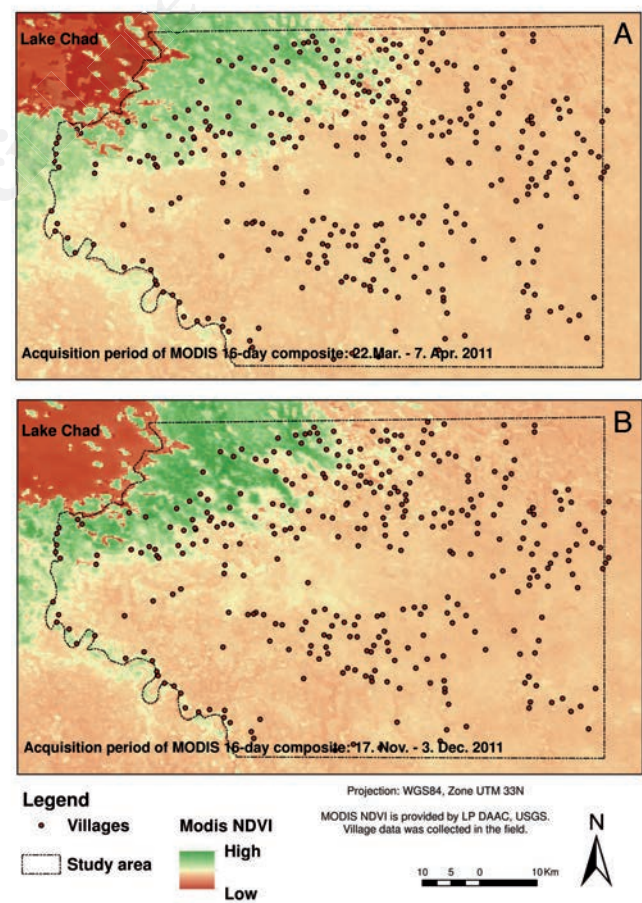 Lake Chad
A
Acquisition period of MODIS 16-day composite: 22.Mar. - 7. Apr. 2011
Lake Chad
B
Acquisition period of MODIS 16-day composite: 17. Nov. - 3. Dec. 2011
Legend
Villages
Study area
Modis NDVI
High
Low
Projection: WGS84, Zone UTM 33N
MODIS NDVI is provided by LP DAAC, USGS.
Village data was collected in the field.
N
10 5 0 10 Km